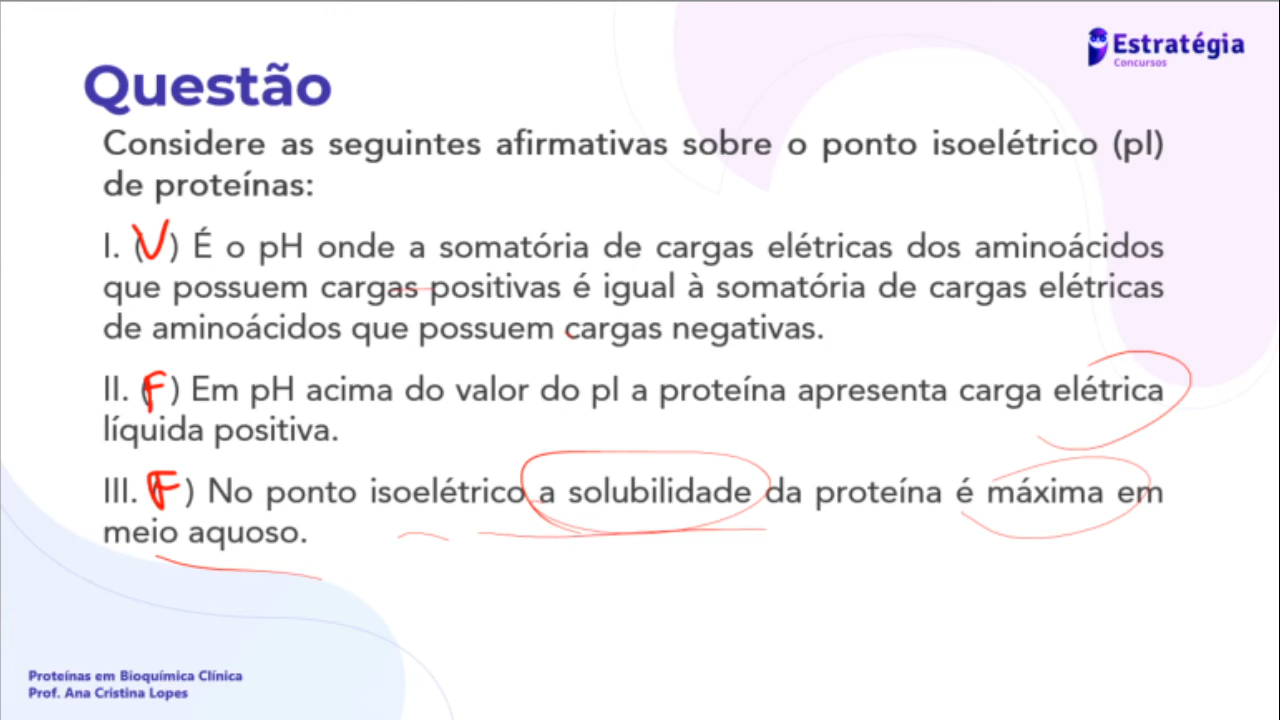 Estratégia
Concursos
Questão
Considere as seguintes afirmativas sobre o ponto isoelétrico (pI)
de proteínas:
I. (V) É o pH onde a somatória de cargas elétricas dos aminoácidos
que possuem cargas positivas é igual à somatória de cargas elétricas
de aminoácidos que possuem cargas negativas.
II. (F) Em pH acima do valor do pI a proteína apresenta carga elétrica
líquida positiva.
III. (F) No ponto isoelétrico a solubilidade da proteína é máxima em
meio aquoso.
Proteínas em Bioquímica Clínica
Prof. Ana Cristina Lopes